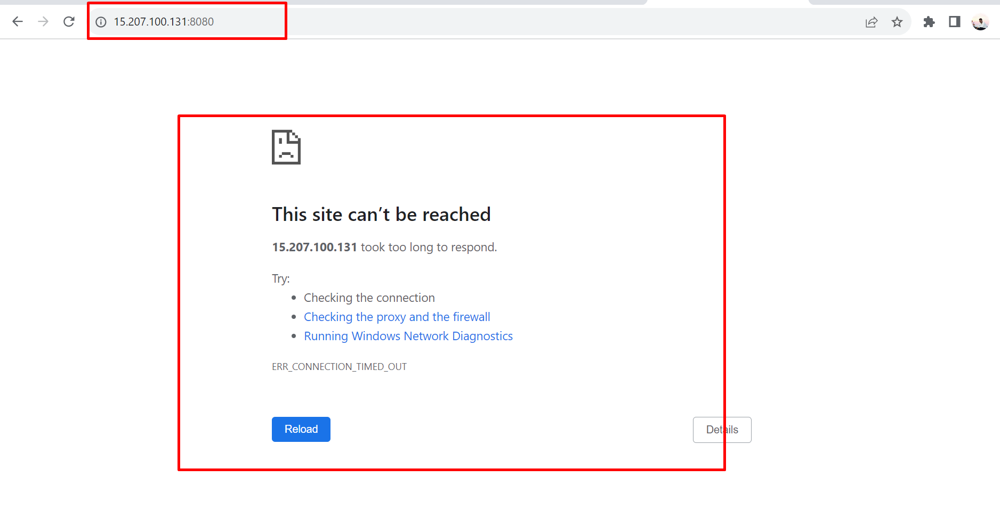 15.207.100.131:8080
This site can’t be reached
15.207.100.131 took too long to respond.
Try:
Checking the connection
Checking the proxy and the firewall
Running Windows Network Diagnostics
ERR_CONNECTION_TIMED_OUT
Reload
Details